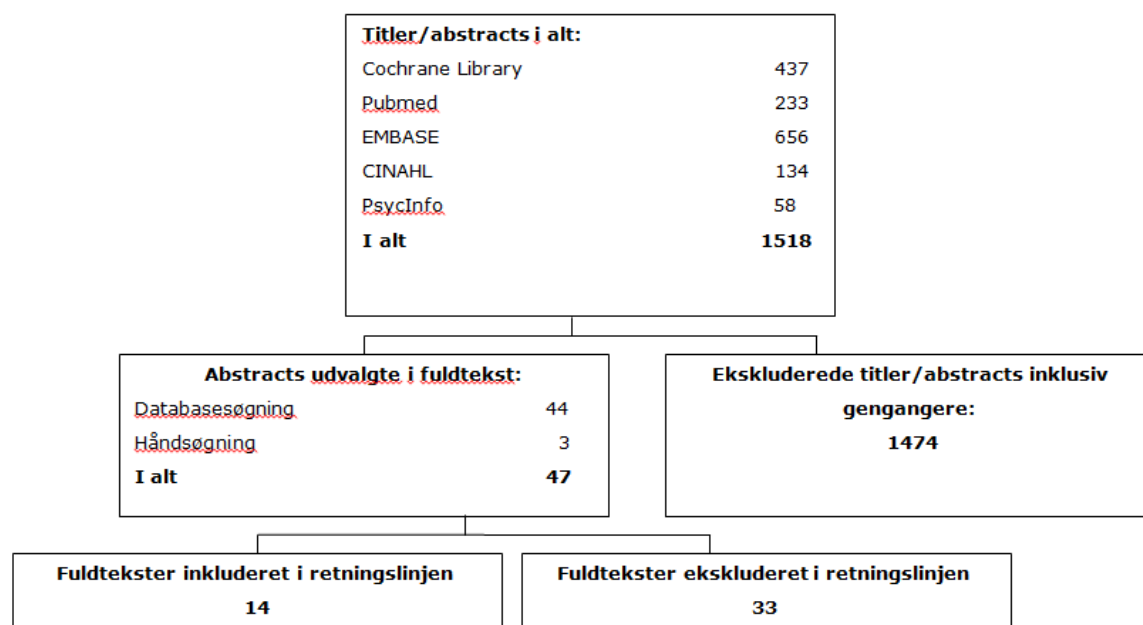 Titler/abstracts i alt:
Cochrane Library 437
Pubmed 233
EMBASE 656
CINAHL 134
PsycInfo 58
I alt 1518
Abstracts udvalgte i fuldtekst:
Databasesøgning 44
Håndsøgning 3
I alt 47
Ekskluderede titler/abstracts inklusiv
gengangere:
1474
Fuldtekster inkluderet i retningslinjen
14
Fuldtekster ekskluderet i retningslinjen
33